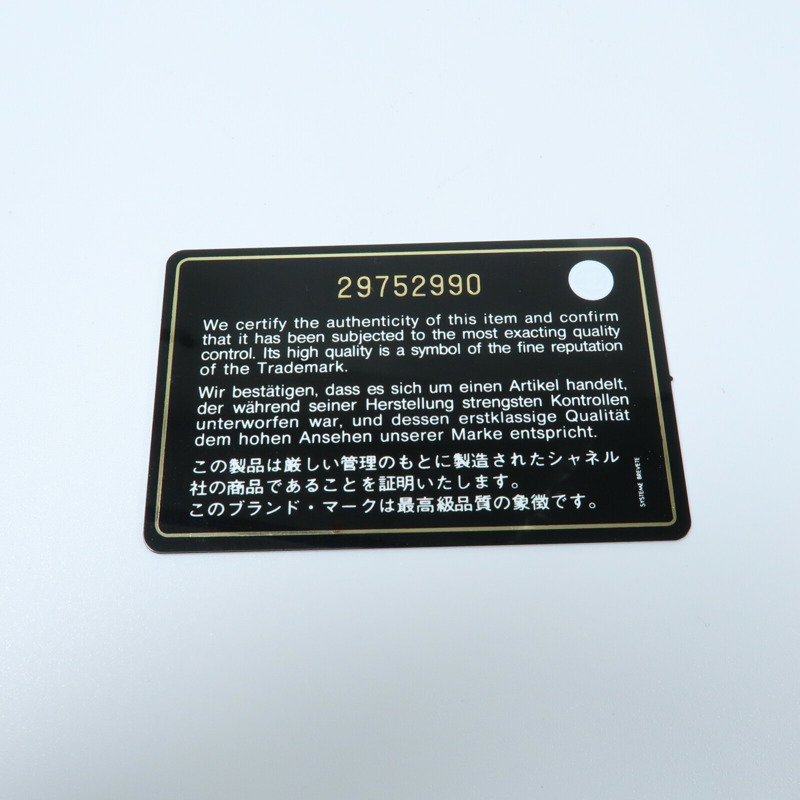 29752990
We certify the authenticity of this item and confirm
that it has been subjected to the most exacting quality
control. Its high quality is a symbol of the fine reputation
of the Trademark.
Wir bestätigen, dass es sich um einen Artikel handelt,
der während seiner Herstellung strengsten Kontrollen
unterworfen war, und dessen erstklassige Qualität
dem hohen Ansehen unserer Marke entspricht.
この製品は厳しい管理のもとに製造されたシャネル
社の商品であることを証明いたします。
このブランド・マークは最高級品質の象徴です。
SYSTEME BREVETE